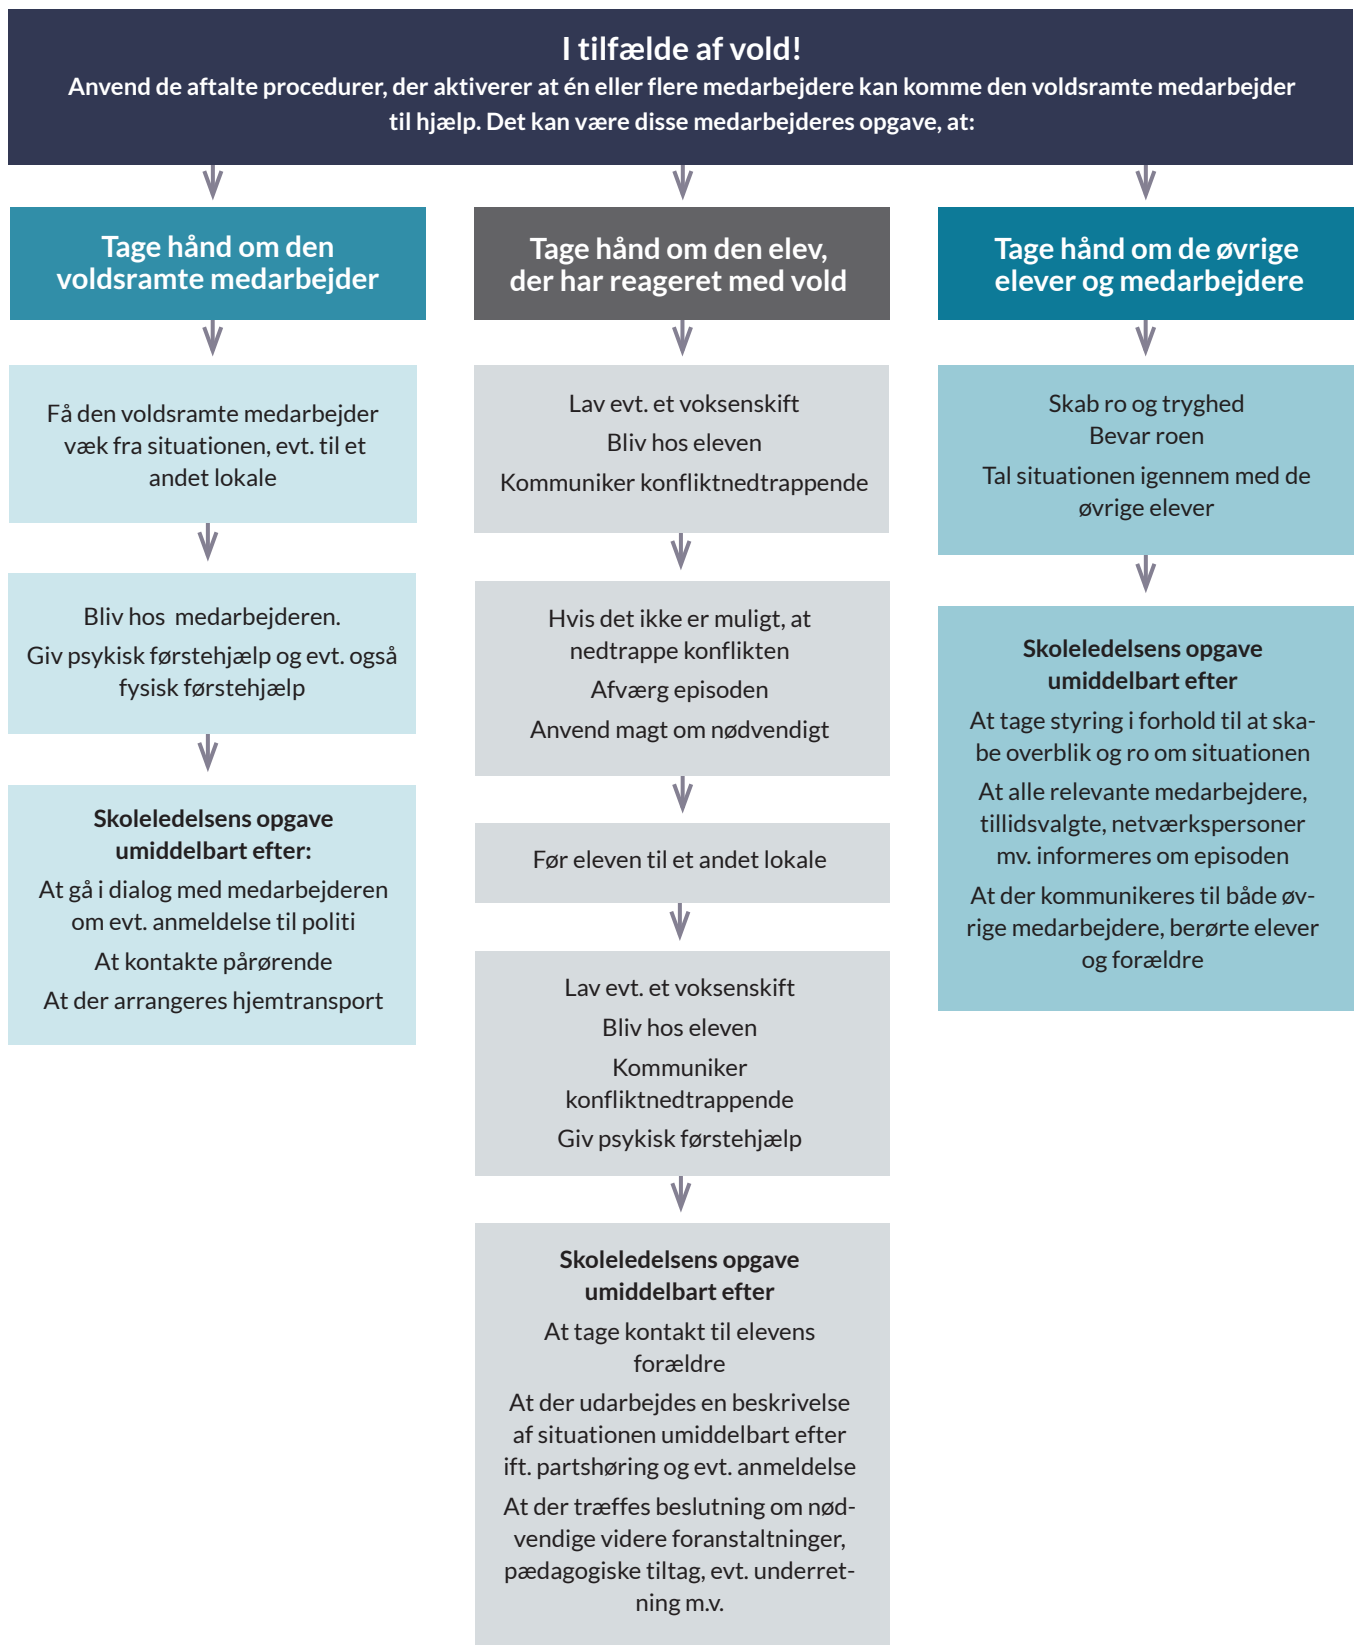 I tilfælde af vold!
Anvend de aftalte procedurer, der aktiverer at én eller flere medarbejdere kan komme den voldsramte medarbejder
til hjælp. Det kan være disse medarbejderes opgave, at:
Tage hånd om den
voldsramte medarbejder
Få den voldsramte medarbejder
væk fra situationen, evt. til et
andet lokale
Bliv hos  medarbejderen.
Giv psykisk førstehjælp og evt. også
fysisk førstehjælp
Skoleledelsens opgave
umiddelbart efter:
At gå i dialog med medarbejderen
om evt. anmeldelse til politi
At kontakte pårørende
At der arrangeres hjemtransport
Tage hånd om den elev,
der har reageret med vold
Lav evt. et voksenskift
Bliv hos eleven
Kommuniker konfliktnedtrappende
Hvis det ikke er muligt, at
nedtrappe konflikten
Afværg episoden
Anvend magt om nødvendigt
Før eleven til et andet lokale
Lav evt. et voksenskift
Bliv hos eleven
Kommuniker
konfliktnedtrappende
Giv psykisk førstehjælp
Skoleledelsens opgave
umiddelbart efter
At tage kontakt til elevens
forældre
At der udarbejdes en beskrivelse
af situationen umiddelbart efter
ift. partshøring og evt. anmeldelse
At der træffes beslutning om nød-
vendige videre foranstaltninger,
pædagogiske tiltag, evt. underret-
ning m.v.
Tage hånd om de øvrige
elever og medarbejdere
Skab ro og tryghed
Bevar roen
Tal situationen igennem med de
øvrige elever
Skoleledelsens opgave
umiddelbart efter
At tage styring i forhold til at ska-
be overblik og ro om situationen
At alle relevante medarbejdere,
tillidsvalgte, netværkspersoner
mv. informeres om episoden
At der kommunikeres til både øv-
rige medarbejdere, berørte elever
og forældre